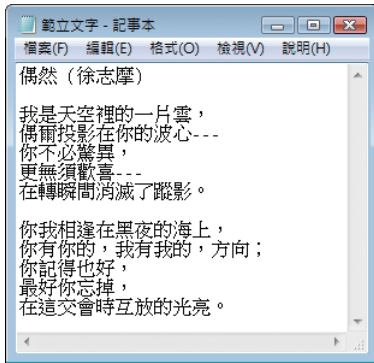 範立文字 - 記事本
檔案(F) 編輯(E) 格式(O) 檢視(V) 說明(H)
偶然 (徐志摩)
我是天空裡的一片雲，
偶爾投影在你的波心---
你不必驚異，
更無須歡喜---
在轉瞬間消滅了蹤影。
你我相逢在黑夜的海上，
你有你的，我有我的，方向；
你記得也好，
最好你忘掉，
在這交會時互放的光亮。